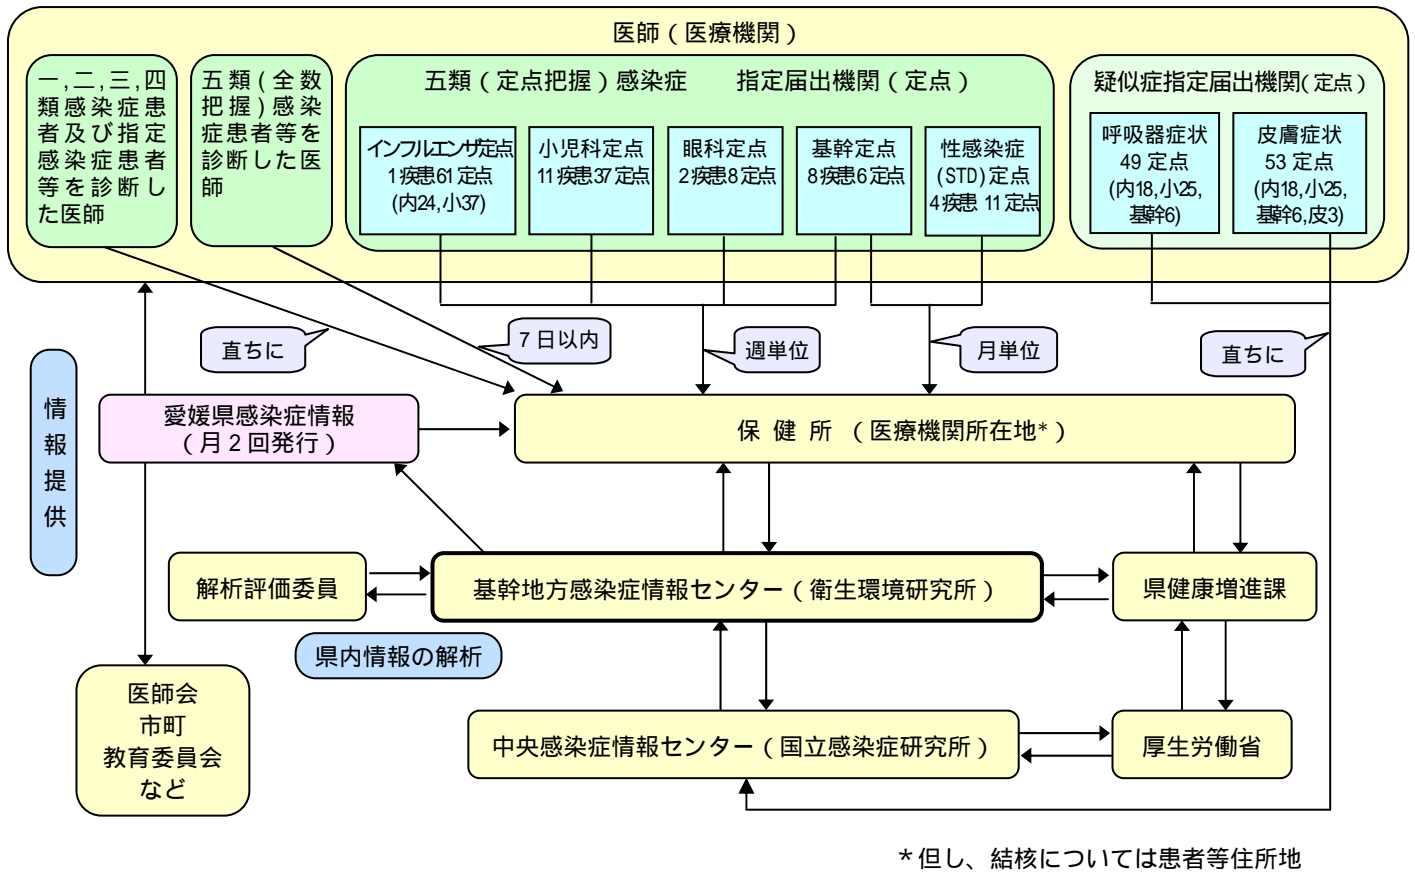 医師（医療機関）
一,二,三,四
類感染症患
者及び指定
感染症患者
等を診断し
た医師
五類(全数
把握)感染
症患者等を
診断した医
師
五類（定点把握）感染症　　指定届出機関（定点）
インフルエンザ定点
1疾患61定点
(内24,小37)
小児科定点
11疾患37定点
眼科定点
2疾患8定点
基幹定点
8疾患6定点
性感染症
(STD)定点
4疾患 11定点
疑似症指定届出機関(定点)
呼吸器症状
49 定点
(内18,小25,
基幹6)
皮膚症状
53 定点
(内18,小25,
基幹6,皮3)
直ちに
7日以内
週単位
月単位
直ちに
情報提供
愛媛県感染症情報
（月2回発行）
保 健 所 （医療機関所在地*）
解析評価委員
基幹地方感染症情報センター（衛生環境研究所）
県健康増進課
県内情報の解析
医師会
市町
教育委員会
など
中央感染症情報センター（国立感染症研究所）
厚生労働省
*但し、結核については患者等住所地